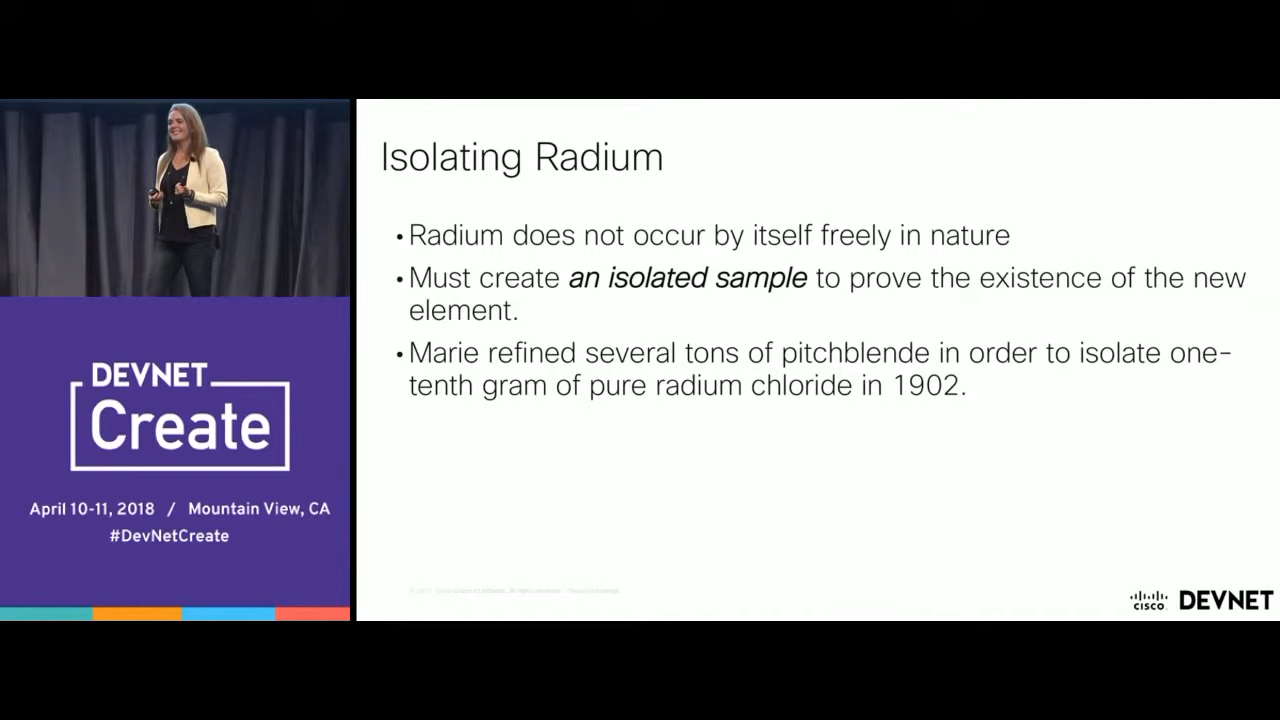 Isolating Radium
• Radium does not occur by itself freely in nature
• Must create an isolated sample to prove the existence of the new
element.
• Marie refined several tons of pitchblende in order to isolate one-
tenth gram of pure radium chloride in 1902.
DEVNET
Create
April 10-11, 2018 / Mountain View, CA
#DevNetCreate
CISCO DEVNET